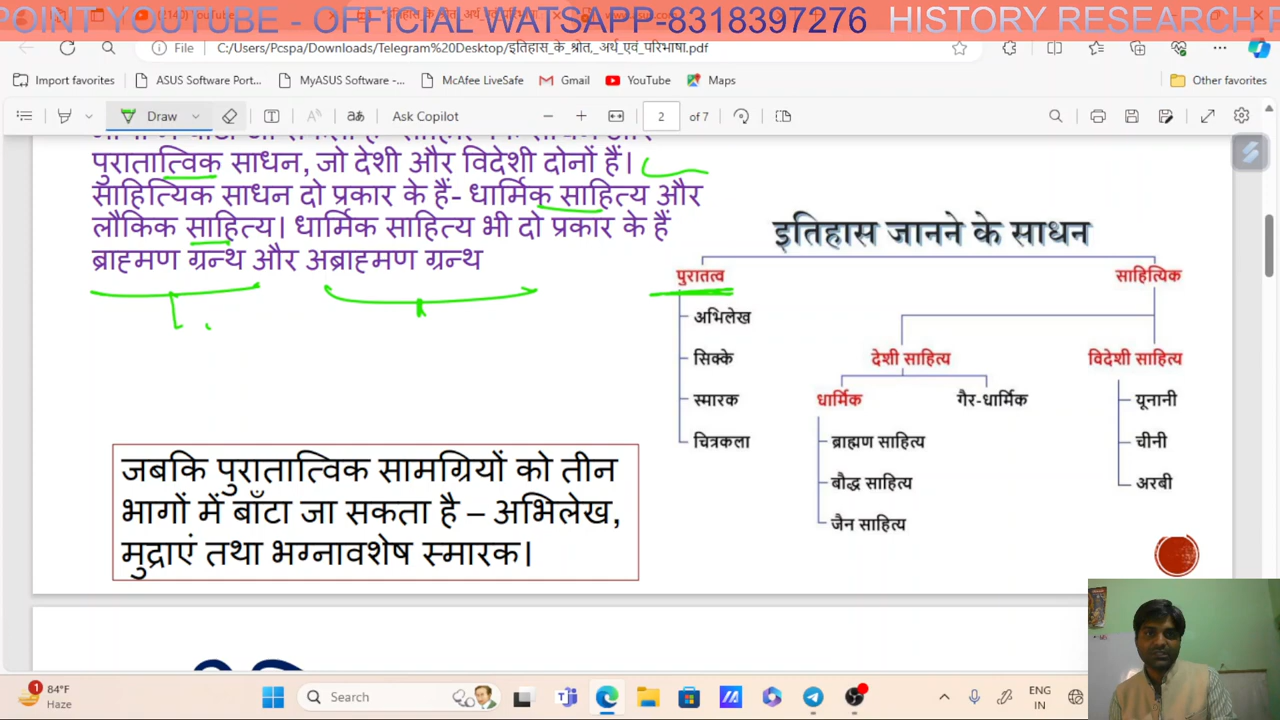 POINT YOUTUBE - OFFICIAL WATSAPP-8318397276 HISTORY RESEARCH
File C:/Users/Pcspa/Downloads/Telegram%20Desktop/इतिहास_के_श्रोत,_अर्थ_एवं_परिभाषा.pdf
Import favorites ASUS Software Port... MyASUS Software -... McAfee LiveSafe Gmail YouTube Maps Other favorites
Draw Ask Copilot 2 of 7
पुरातात्विक साधन, जो देशी और विदेशी दोनों हैं।
साहित्यिक साधन दो प्रकार के हैं- धार्मिक साहित्य और
लौकिक साहित्य। धार्मिक साहित्य भी दो प्रकार के हैं
ब्राह्मण ग्रन्थ और अब्राह्मण ग्रन्थ
इतिहास जानने के साधन
पुरातत्व साहित्यिक
अभिलेख
सिक्के देशी साहित्य विदेशी साहित्य
स्मारक धार्मिक गैर-धार्मिक यूनानी
चित्रकला ब्राह्मण साहित्य चीनी
बौद्ध साहित्य अरबी
जैन साहित्य
जबकि पुरातात्विक सामग्रियों को तीन
भागों में बाँटा जा सकता है – अभिलेख,
मुद्राएं तथा भग्नावशेष स्मारक।
1 84°F
Haze
Search
ENG
IN